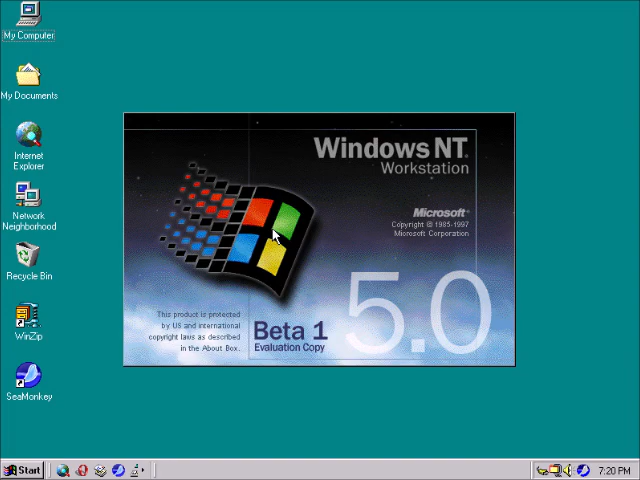 My Computer
My Documents
Internet
Explorer
Network
Neighborhood
Recycle Bin
WinZip
SeaMonkey
Windows NT
Workstation
Microsoft
Copyright © 1985-1997
Microsoft Corporation
5.0
This product is protected
by US and international
copyright laws as described
in the About Box.
Beta 1
Evaluation Copy
Start
7:20 PM